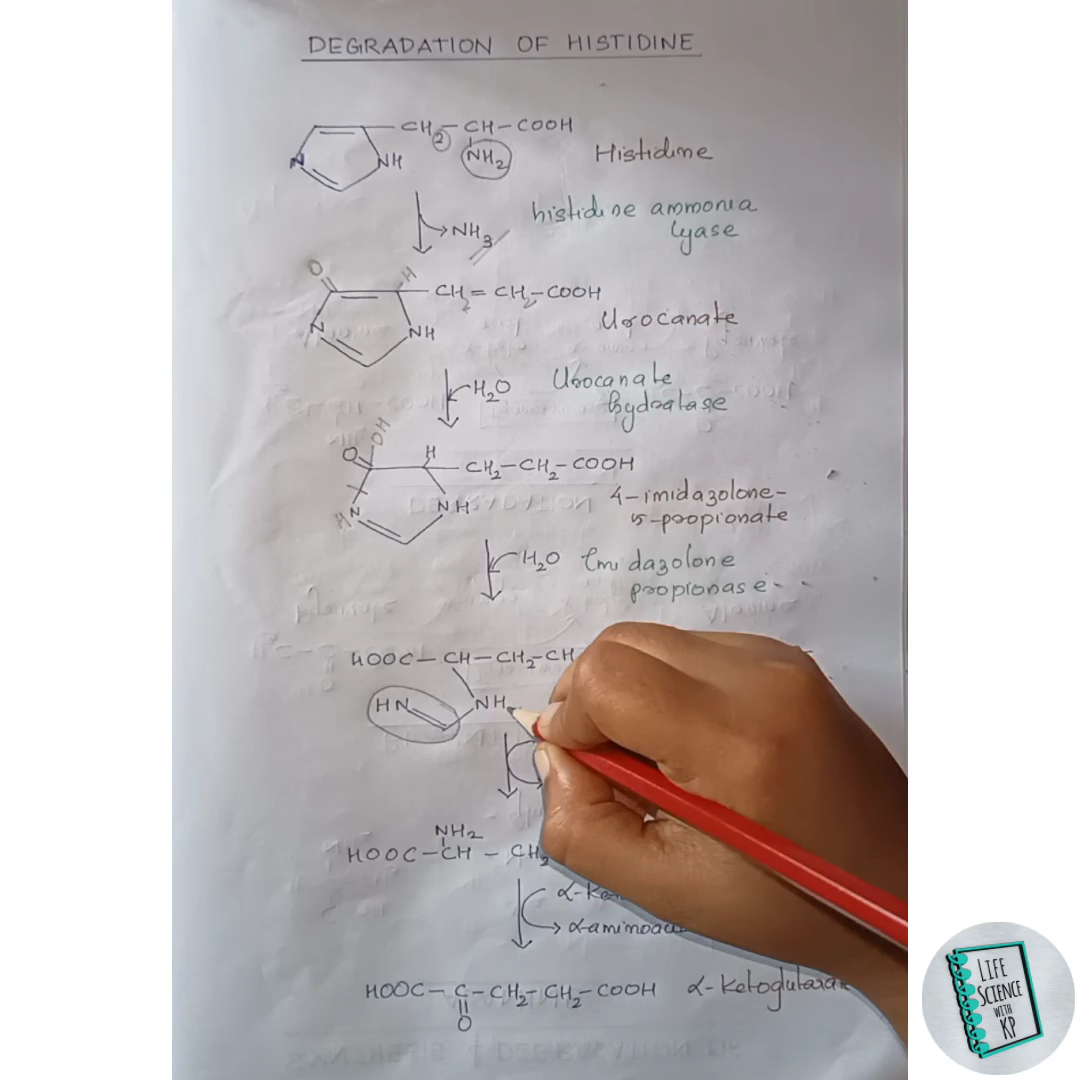 DEGRADATION OF HISTIDINE
CH2-CH-COOH
NH2
N
NH
Histidine
NH3
histidine ammonia
lyase
O
H
CH2=CH2-COOH
N
NH
Urocanate
H2O
Urocanate
hydratase
OH
O
H
CH2-CH2-COOH
H
N
NH
4-imidazolone-
5-propionate
H2O
Imidazolone
propionase
HOOC-CH-CH2-CH
HN
NH
NH2
HOOC-CH-CH2
α-Ke
α-aminoac
HOOC-C-CH2-CH2-COOH
O
α-Ketoglutara
LIFE
SCIENCE
WITH
KP